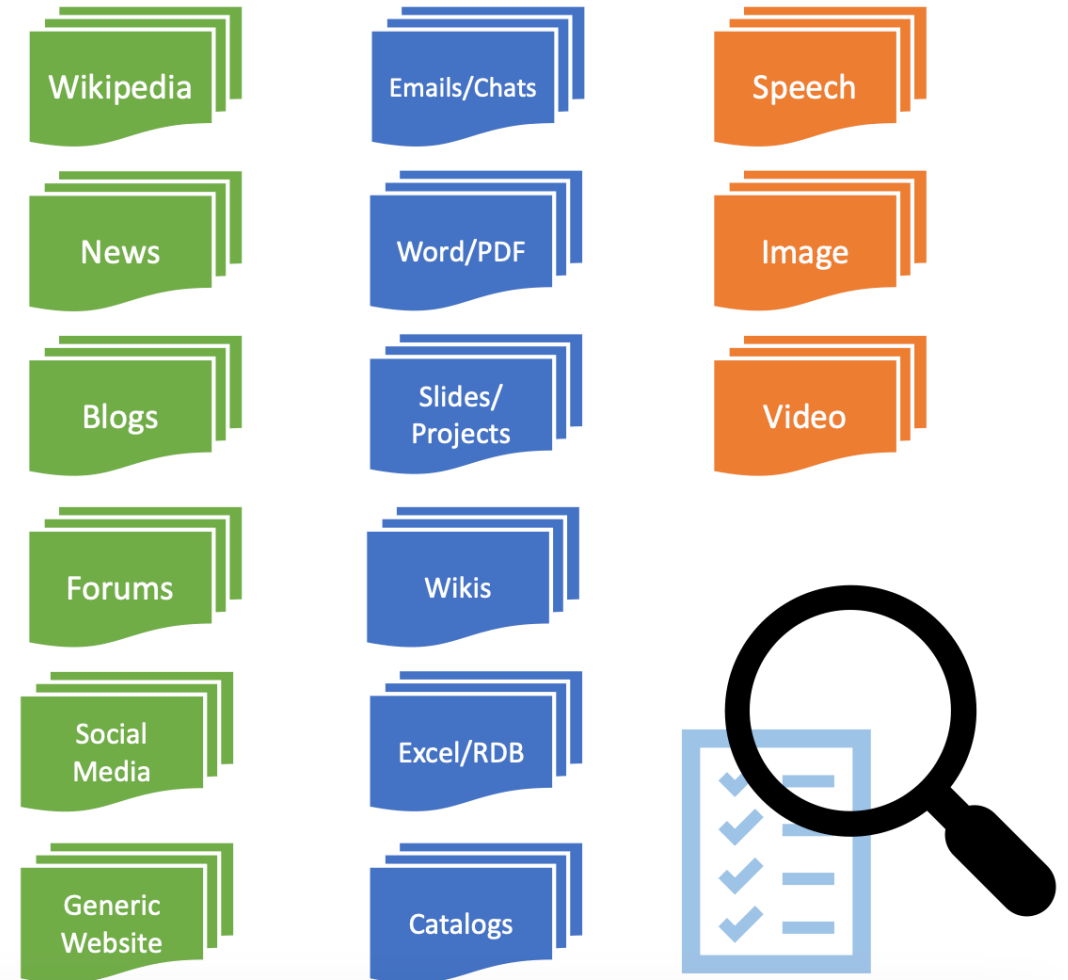 Wikipedia
Emails/Chats
Speech
News
Word/PDF
Image
Blogs
Slides/
Projects
Video
Forums
Wikis
Social
Media
Excel/RDB
Generic
Website
Catalogs